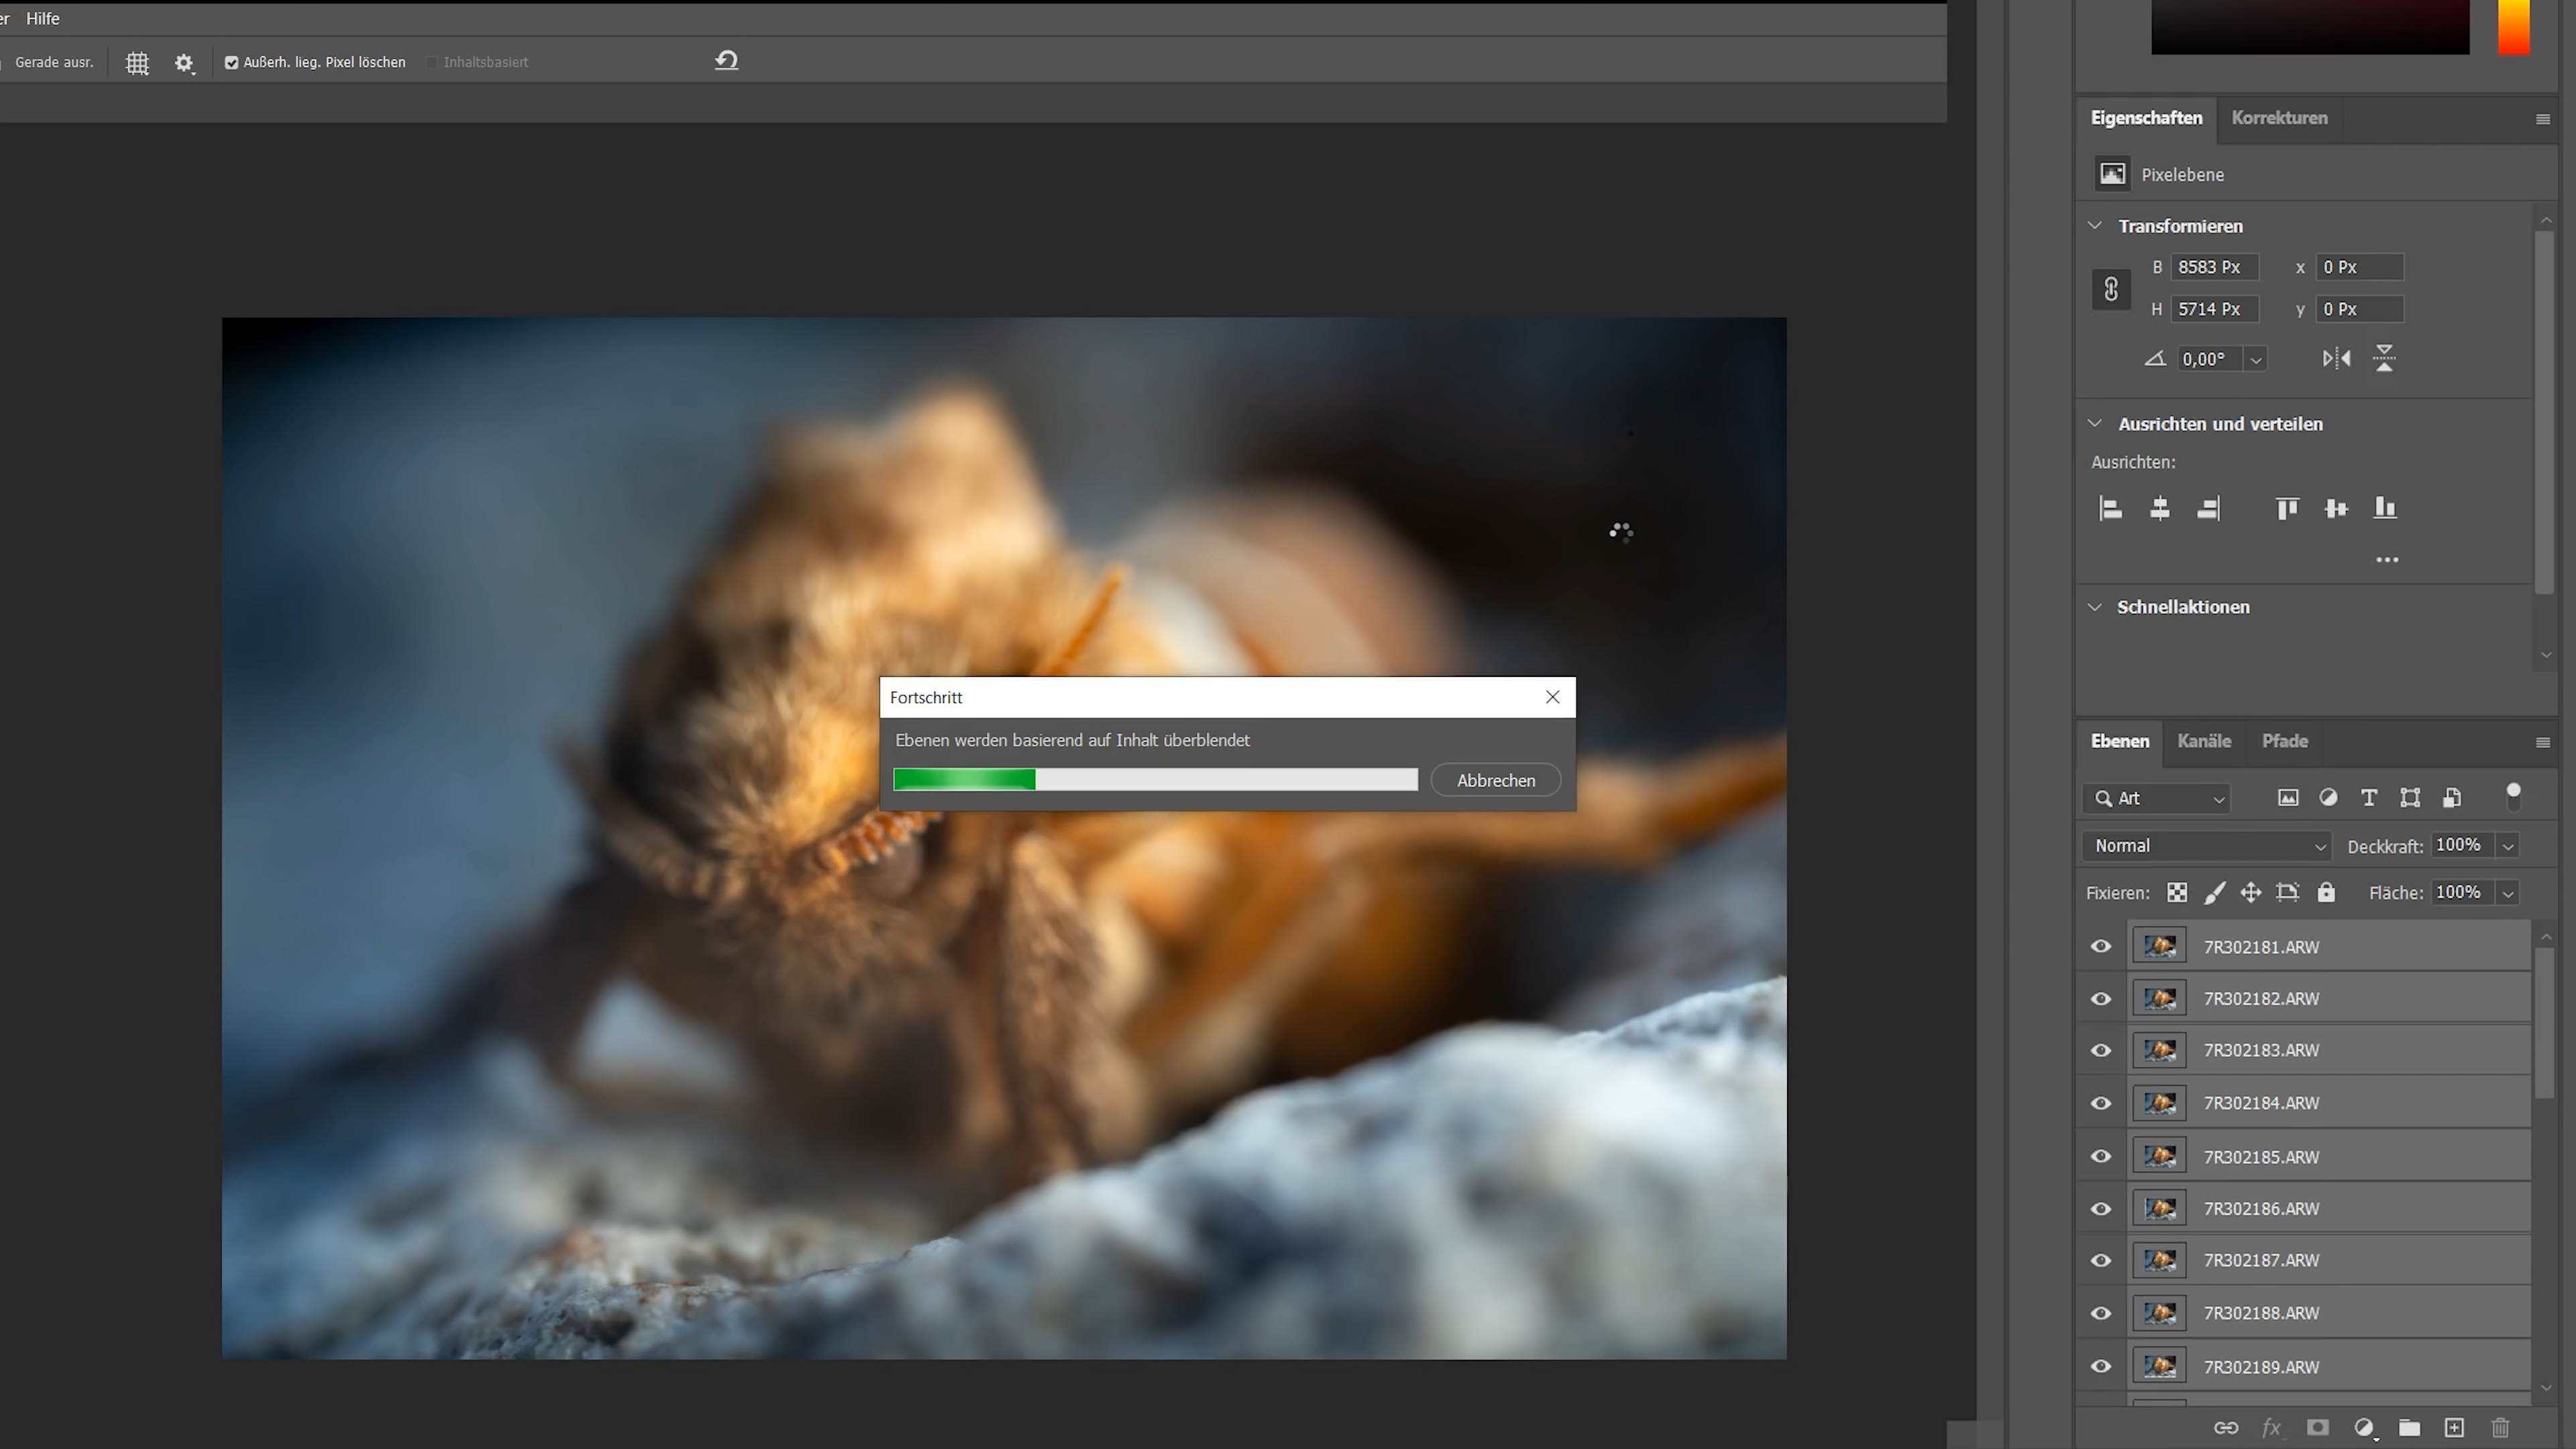 Hilfe
Gerade ausr. Außerh. lieg. Pixel löschen Inhaltsbasiert
Eigenschaften Korrekturen
Pixelebene
Transformieren
B 8583 Px x 0 Px
H 5714 Px y 0 Px
0,00°
Ausrichten und verteilen
Ausrichten:
Schnellaktionen
Fortschritt
Ebenen werden basierend auf Inhalt überblendet
Abbrechen
Ebenen Kanäle Pfade
Art
Normal Deckkraft: 100%
Fixieren: Fläche: 100%
7R302181.ARW
7R302182.ARW
7R302183.ARW
7R302184.ARW
7R302185.ARW
7R302186.ARW
7R302187.ARW
7R302188.ARW
7R302189.ARW
fx